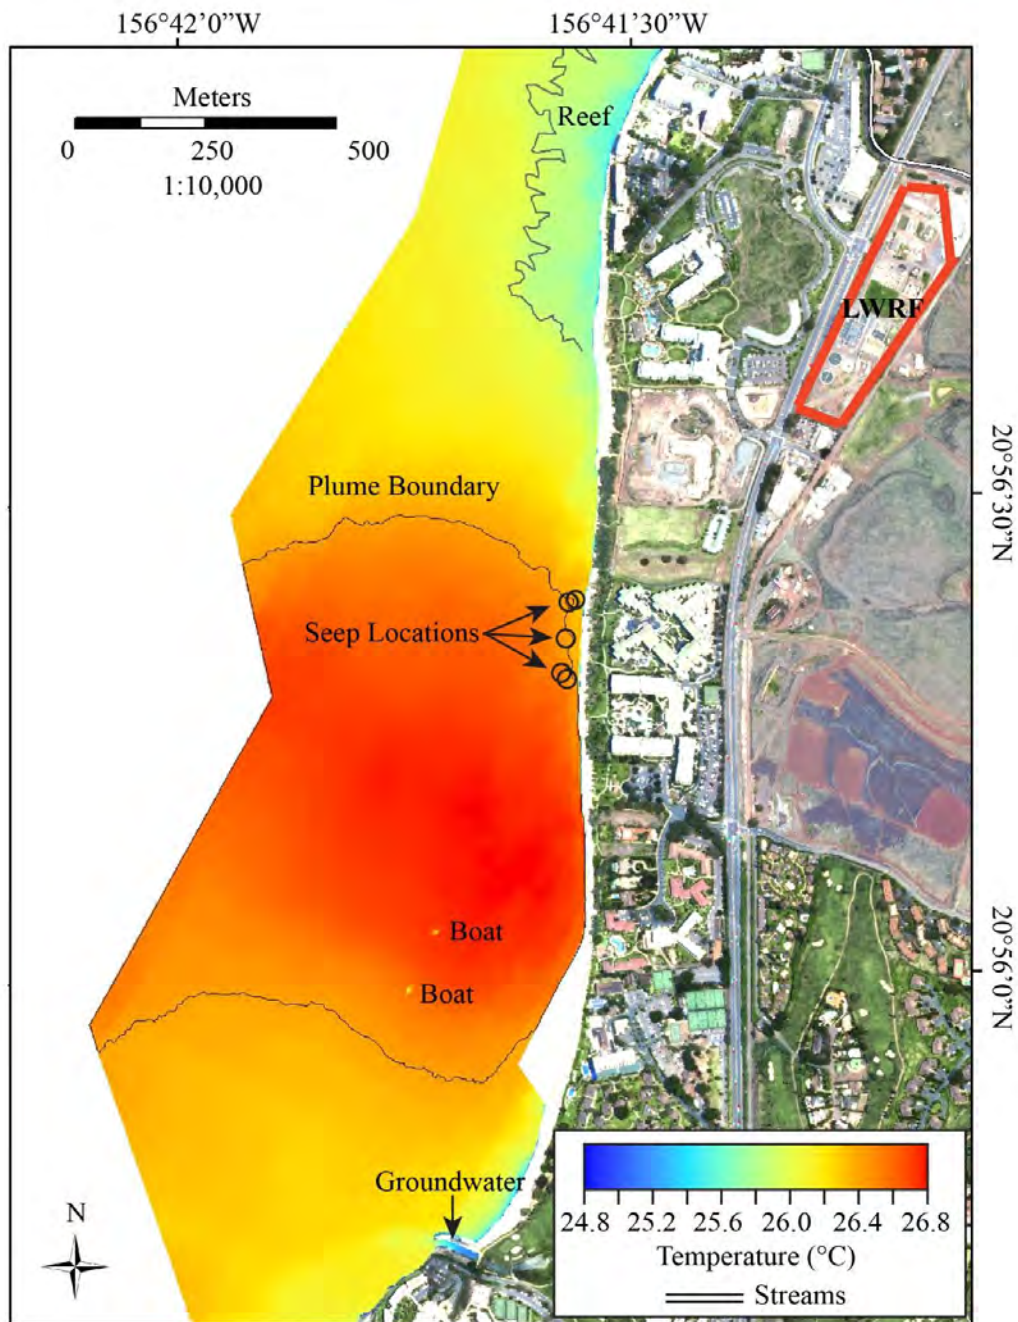 156°42’0”W
156°41’30”W
Meters
0 250 500
1:10,000
Reef
LWRF
20°56’30”N
Plume Boundary
Seep Locations
Boat
Boat
20°56’0”N
Groundwater
N
24.8 25.2 25.6 26.0 26.4 26.8
Temperature (°C)
Streams